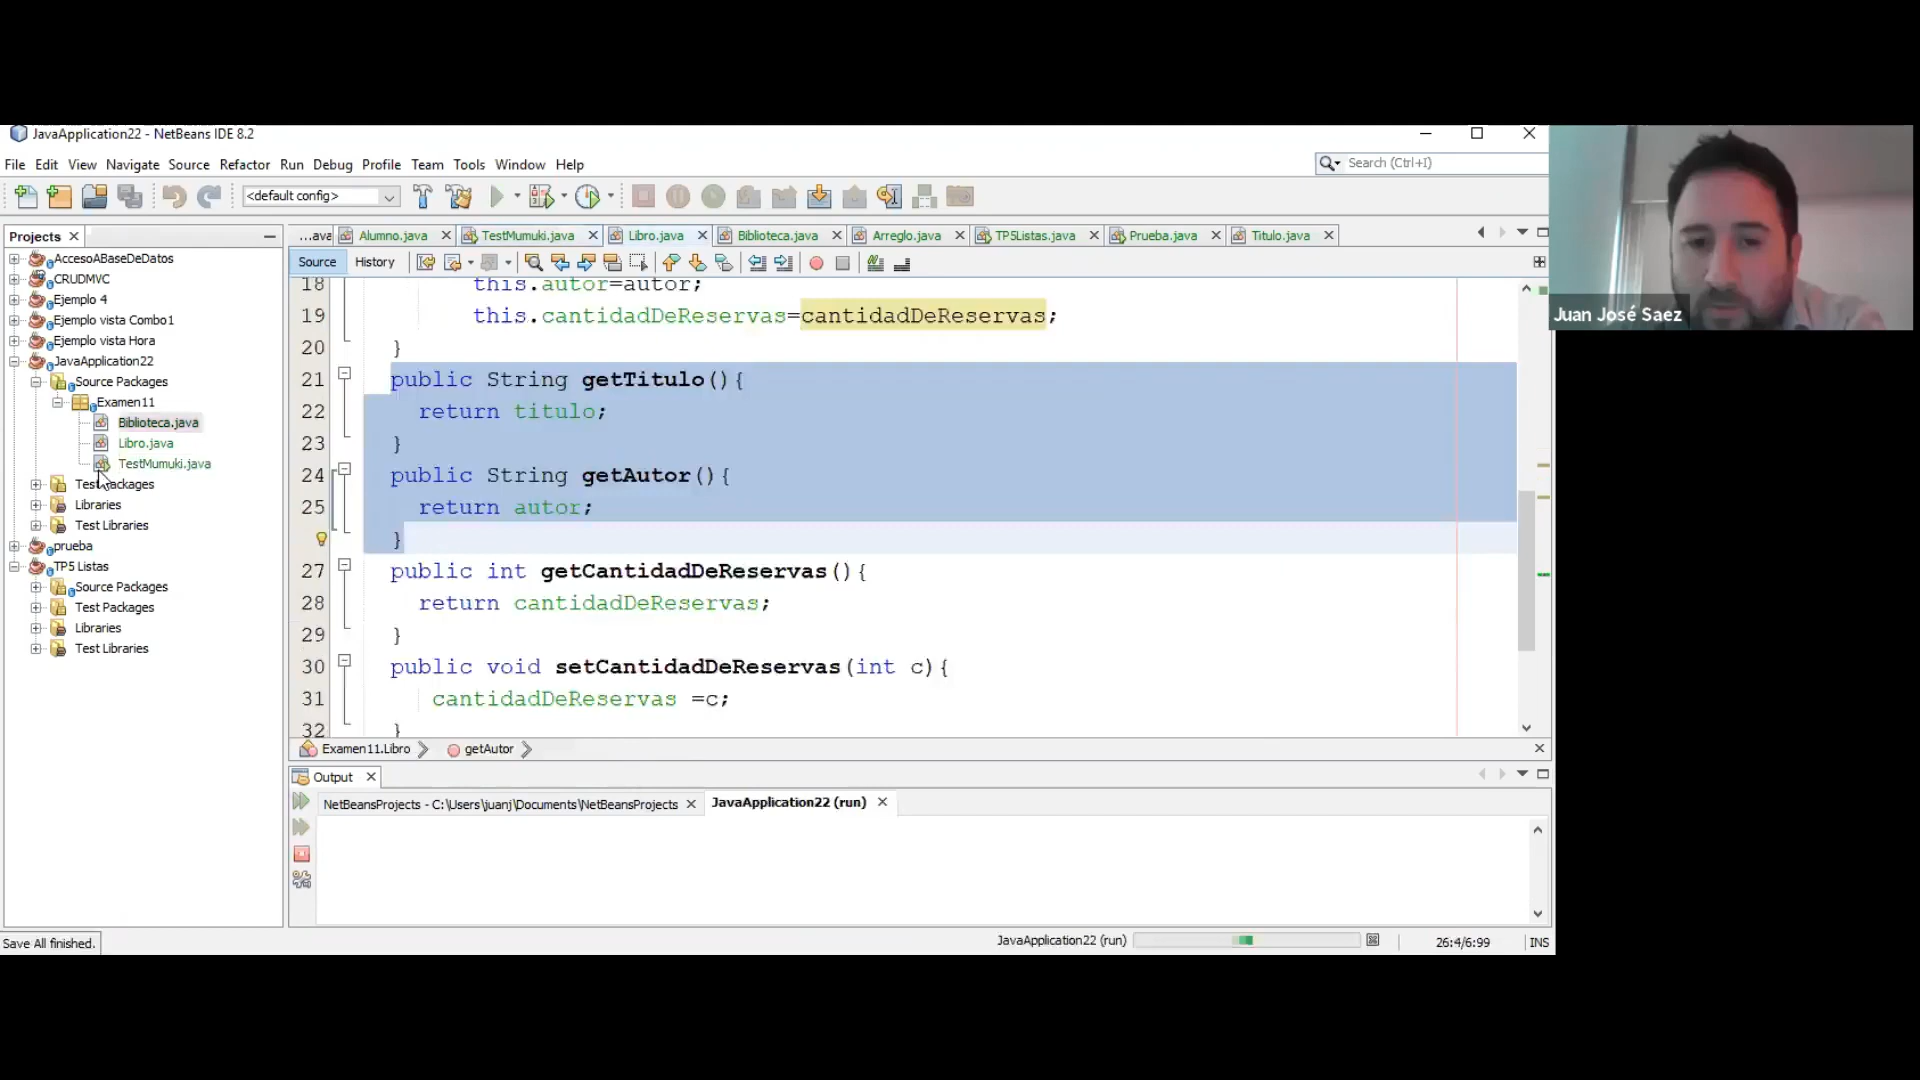 JavaApplication22 - NetBeans IDE 8.2
File Edit View Navigate Source Refactor Run Debug Profile Team Tools Window Help
Search (Ctrl+I)
<default config>
Projects
...ava Alumno.java TestMumuki.java Libro.java Biblioteca.java Arreglo.java TP5Listas.java Prueba.java Titulo.java
Source History
AccesoABaseDeDatos
CRUDMVC
Ejemplo 4
Ejemplo vista Combo1
Ejemplo vista Hora
JavaApplication22
Source Packages
Examen11
Biblioteca.java
Libro.java
TestMumuki.java
Test Packages
Libraries
Test Libraries
prueba
TP5 Listas
Source Packages
Test Packages
Libraries
Test Libraries
18 this.autor=autor;
19 this.cantidadDeReservas=cantidadDeReservas;
20 }
21 public String getTitulo(){
22 return titulo;
23 }
24 public String getAutor(){
25 return autor;
}
27 public int getCantidadDeReservas(){
28 return cantidadDeReservas;
29 }
30 public void setCantidadDeReservas(int c){
31 cantidadDeReservas =c;
32 }
Examen11.Libro getAutor
Output
NetBeansProjects - C:\Users\juanj\Documents\NetBeansProjects JavaApplication22 (run)
Save All finished.
JavaApplication22 (run)
26:4/6:99 INS
Juan José Saez